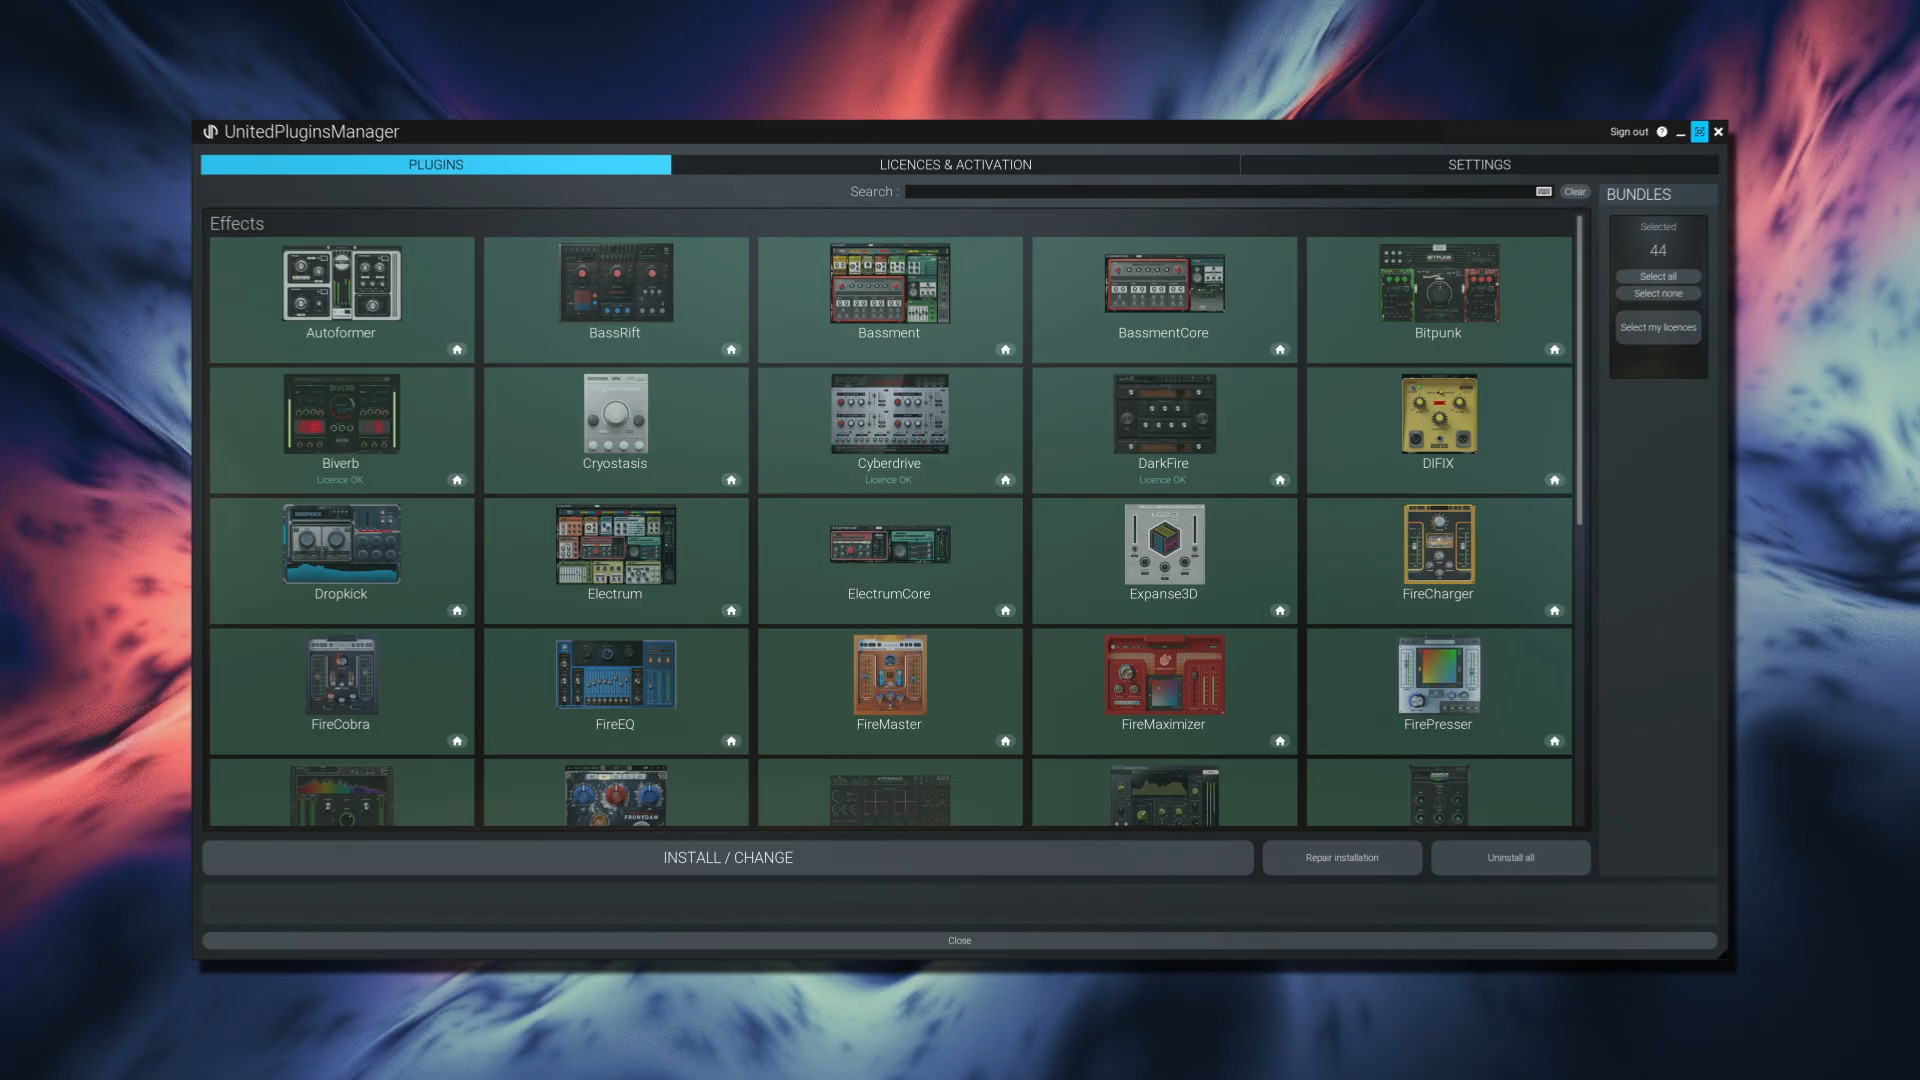 UnitedPluginsManager
Sign out
PLUGINS
LICENCES & ACTIVATION
SETTINGS
Search :
Clear
BUNDLES
Selected
44
Select all
Select none
Select my licences
Effects
Autoformer
BassRift
Bassment
BassmentCore
Bitpunk
Biverb
Licence OK
Cryostasis
Cyberdrive
Licence OK
DarkFire
Licence OK
DIFIX
Dropkick
Electrum
ElectrumCore
Expanse3D
FireCharger
FireCobra
FireEQ
FireMaster
FireMaximizer
FirePresser
FRONTDAW
INSTALL / CHANGE
Repair installation
Uninstall all
Close